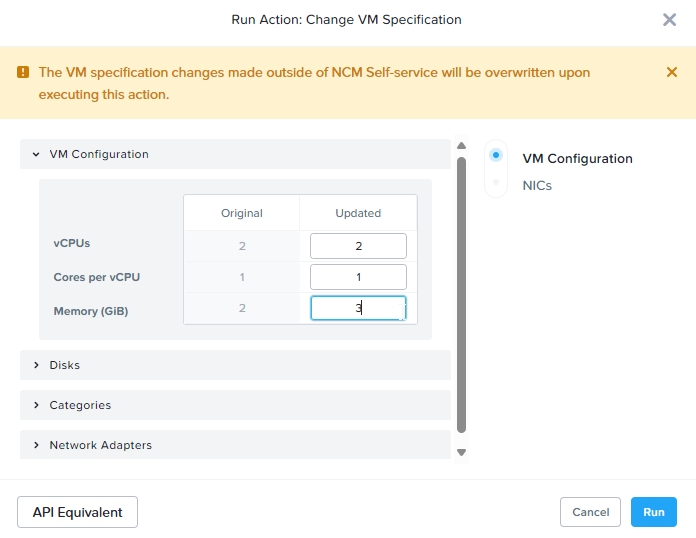 Run Action: Change VM Specification
The VM specification changes made outside of NCM Self-service will be overwritten upon
executing this action.
VM Configuration
Original Updated
vCPUs 2 2
Cores per vCPU 1 1
Memory (GiB) 2 3
Disks
Categories
Network Adapters
VM Configuration
NICs
API Equivalent
Cancel
Run